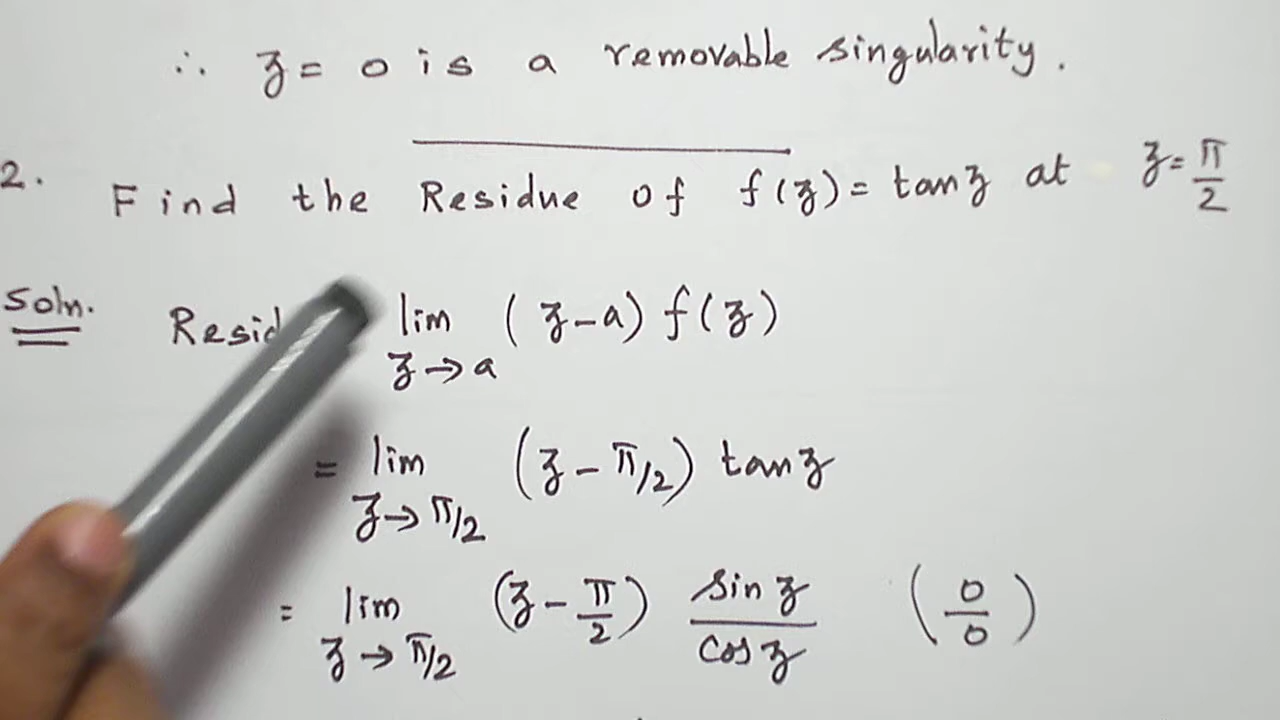 ∴ z = 0 is a removable singularity.
2. Find the Residue of f(z) = tan z at z = π/2
Soln. lim z→a (z-a) f(z)
= lim z→π/2 (z - π/2) tan z
= lim z→π/2 (z - π/2) sin z / cos z (0/0)